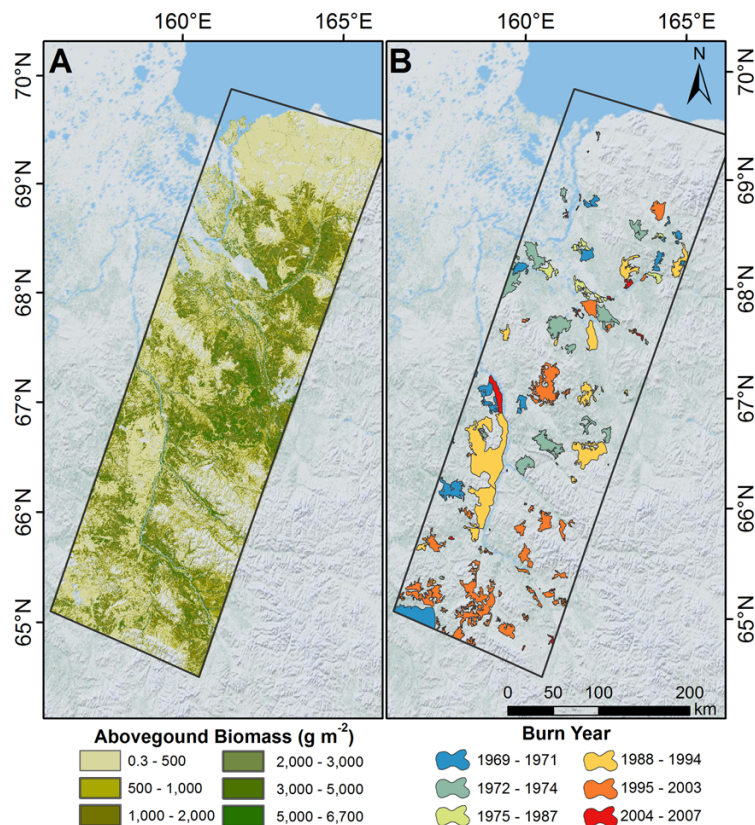 160°E 165°E 160°E 165°E
A B N
70°N 70°N
69°N 69°N
68°N 68°N
67°N 67°N
66°N 66°N
65°N 65°N
0 50 100 200
km
Abovegound Biomass (g m-2) Burn Year
0.3 - 500 2,000 - 3,000 1969 - 1971 1988 - 1994
500 - 1,000 3,000 - 5,000 1972 - 1974 1995 - 2003
1,000 - 2,000 5,000 - 6,700 1975 - 1987 2004 - 2007